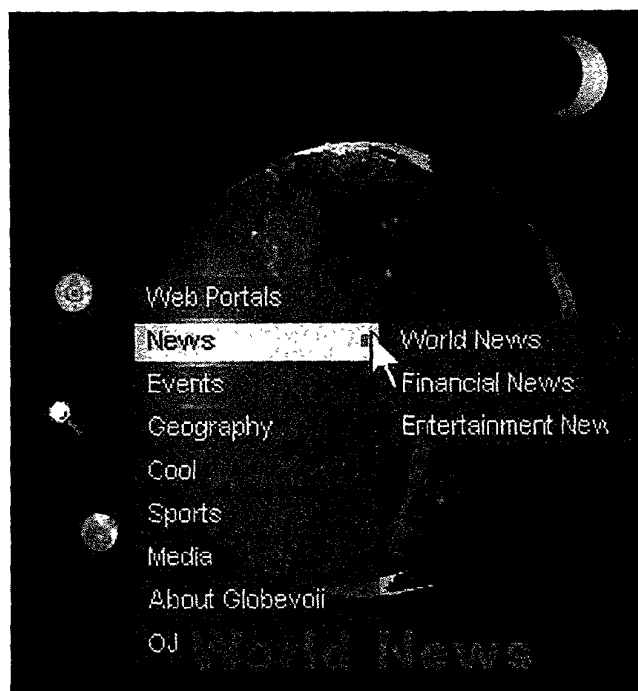 Web Portals
News
World News
Events
Financial News
Geography
Entertainment New
Cool
Sports
Media
About Globevoii
OJ
World News